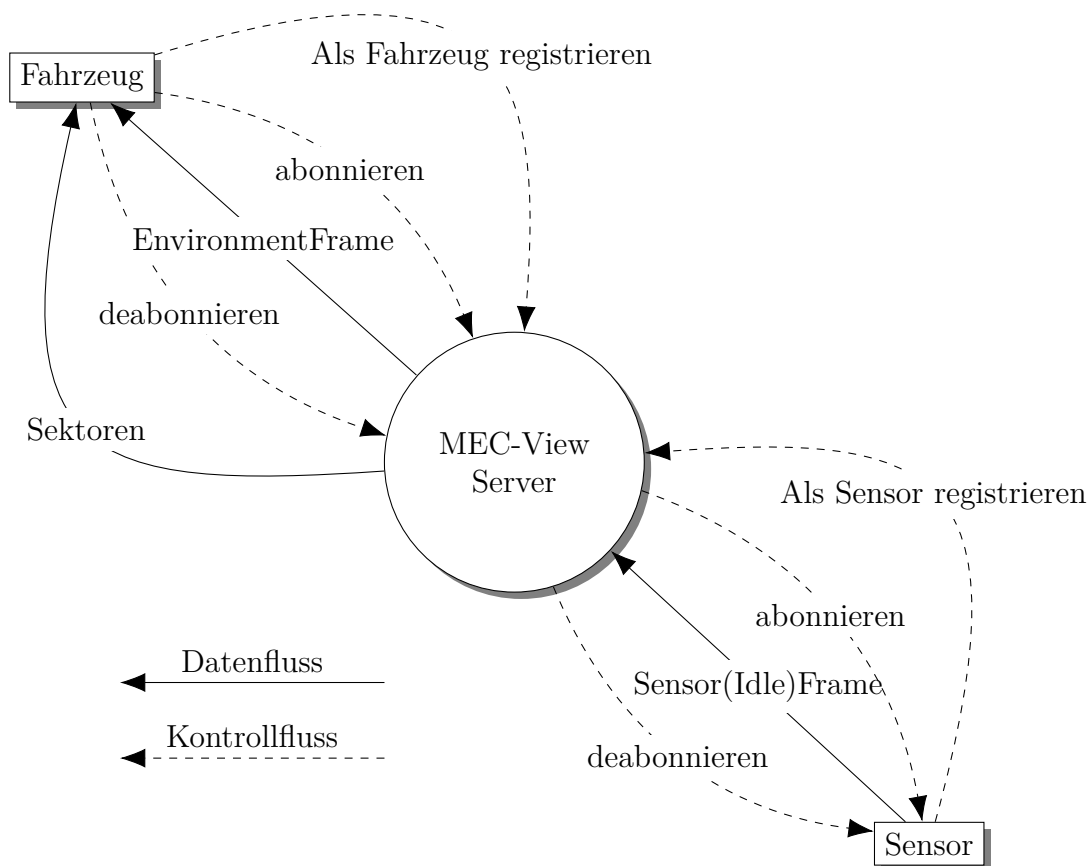 Als Fahrzeug registrieren
Fahrzeug
abonnieren
EnvironmentFrame
deabonnieren
Sektoren
MEC-View
Server
Als Sensor registrieren
abonnieren
Datenfluss
Sensor(Idle)Frame
Kontrollfluss
deabonnieren
Sensor